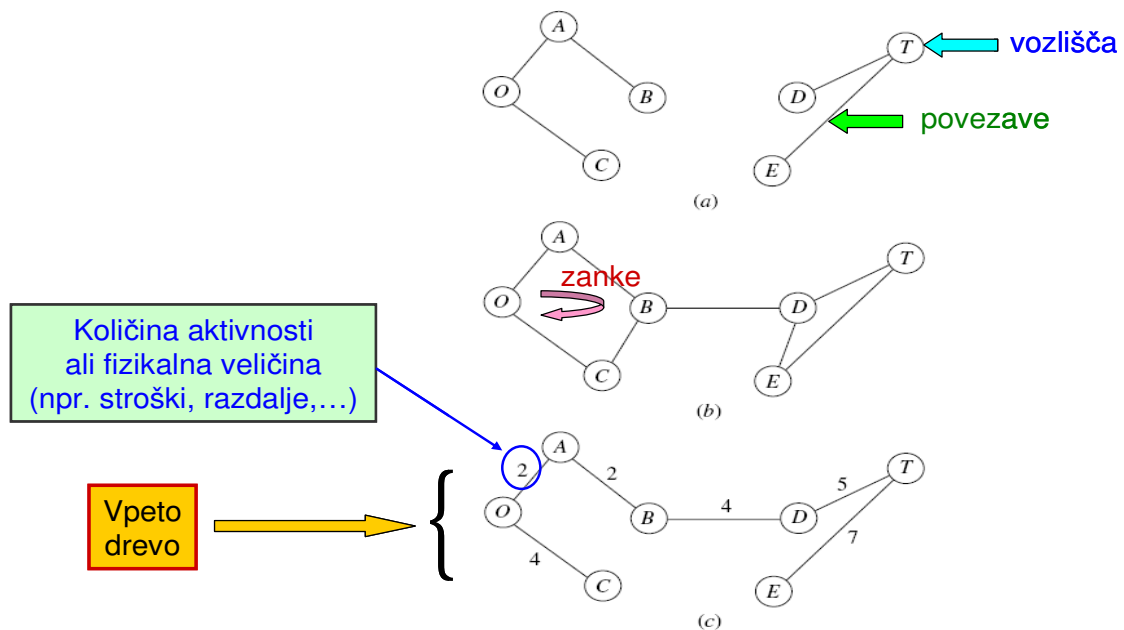 A
T
vozlišča
O
B
D
povezave
C
E
(a)
A
T
zanke
O
B
D
C
E
(b)
Količina aktivnosti
ali fizikalna veličina
(npr. stroški, razdalje,…)
A
2
2
T
5
O
B
4
D
Vpeto
drevo
4
7
C
E
(c)